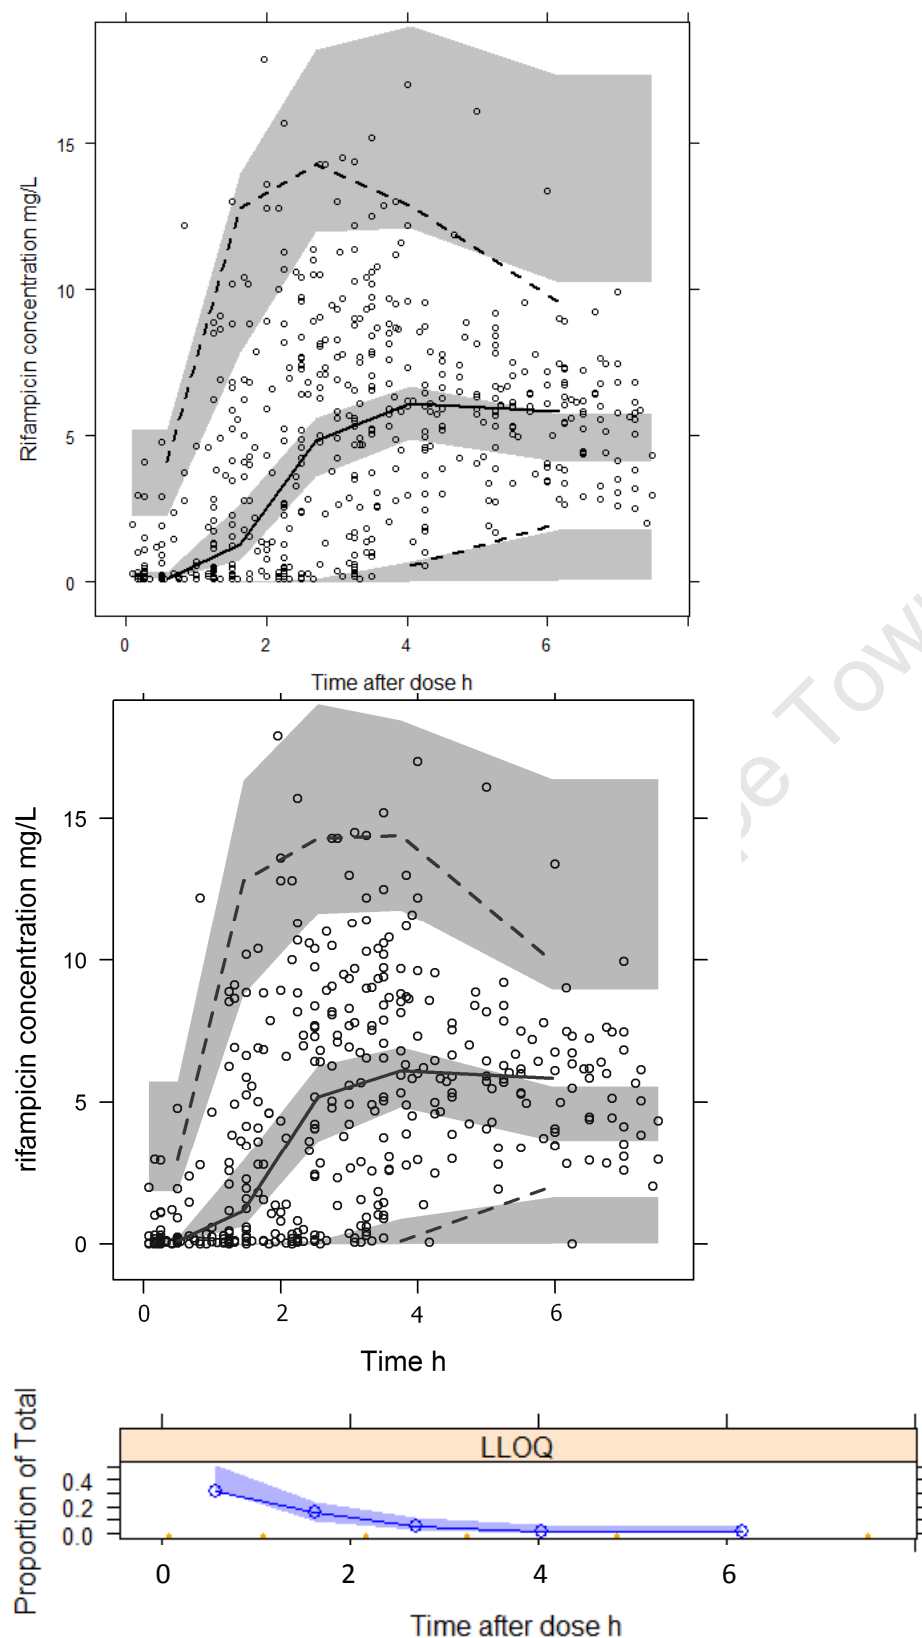 Rifampicin concentration mg/L
15
10
5
0
0 2 4 6
Time after dose h
rifampicin concentration mg/L
15
10
5
0
0 2 4 6
Time h
LLOQ
Proportion of Total
0.4
0.2
0.0
0 2 4 6
Time after dose h